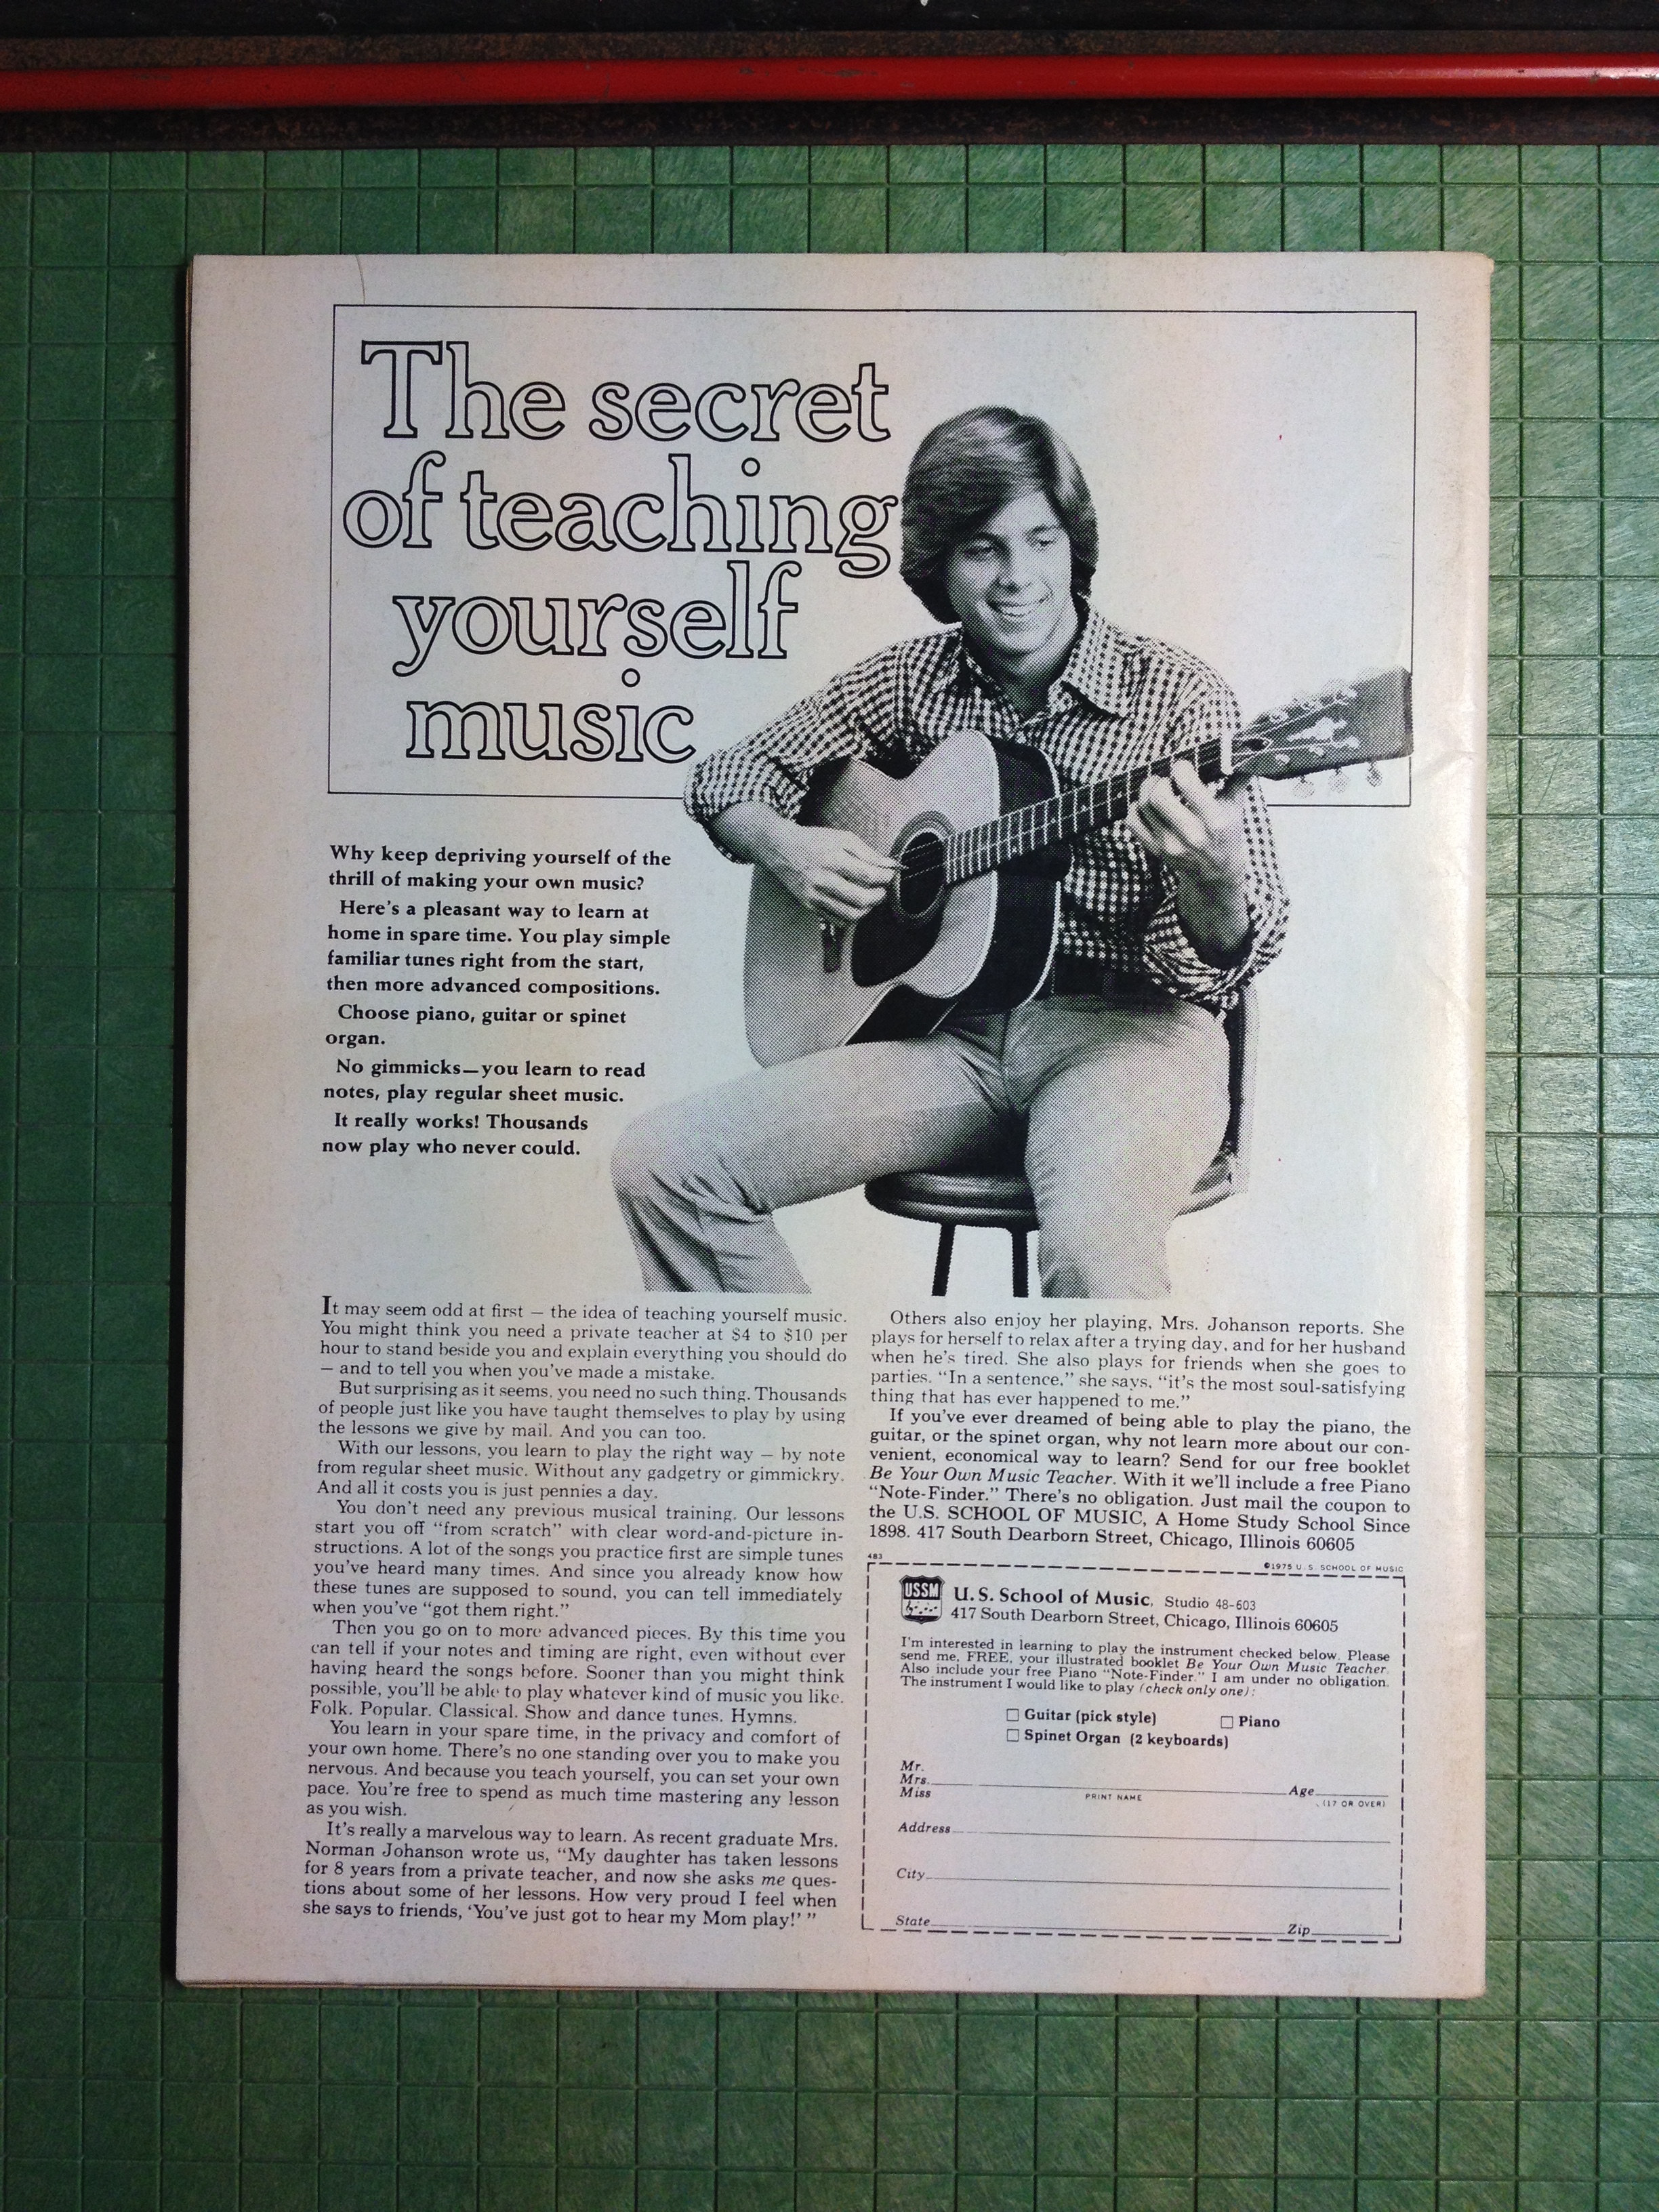 The secret
of teaching
yourself
music
Why keep depriving yourself of the
thrill of making your own music?
Here's a pleasant way to learn at
home in spare time. You play simple
familiar tunes right from the start,
then more advanced compositions.
Choose piano, guitar or spinet
organ.
No gimmicks—you learn to read
notes, play regular sheet music.
It really works! Thousands
now play who never could.
It may seem odd at first — the idea of teaching yourself music.
You might think you need a private teacher at $4 to $10 per
hour to stand beside you and explain everything you should do
— and to tell you when you've made a mistake.
But surprising as it seems, you need no such thing. Thousands
of people just like you have taught themselves to play by using
the lessons we give by mail. And you can too.
With our lessons, you learn to play the right way — by note
from regular sheet music. Without any gadgetry or gimmickry.
And all it costs you is just pennies a day.
You don't need any previous musical training. Our lessons
start you off "from scratch" with clear word-and-picture in-
structions. A lot of the songs you practice first are simple tunes
you've heard many times. And since you already know how
these tunes are supposed to sound, you can tell immediately
when you've "got them right."
Then you go on to more advanced pieces. By this time you
can tell if your notes and timing are right, even without ever
having heard the songs before. Sooner than you might think
possible, you'll be able to play whatever kind of music you like.
Folk. Popular. Classical. Show and dance tunes. Hymns.
You learn in your spare time, in the privacy and comfort of
your own home. There's no one standing over you to make you
nervous. And because you teach yourself, you can set your own
pace. You're free to spend as much time mastering any lesson
as you wish.
It's really a marvelous way to learn. As recent graduate Mrs.
Norman Johanson wrote us, "My daughter has taken lessons
for 8 years from a private teacher, and now she asks me ques-
tions about some of her lessons. How very proud I feel when
she says to friends, 'You've just got to hear my Mom play!' "
Others also enjoy her playing, Mrs. Johanson reports. She
plays for herself to relax after a trying day, and for her husband
when he's tired. She also plays for friends when she goes to
parties. "In a sentence," she says, "it's the most soul-satisfying
thing that has ever happened to me."
If you've ever dreamed of being able to play the piano, the
guitar, or the spinet organ, why not learn more about our con-
venient, economical way to learn? Send for our free booklet
Be Your Own Music Teacher. With it we'll include a free Piano
"Note-Finder." There's no obligation. Just mail the coupon to
the U.S. SCHOOL OF MUSIC, A Home Study School Since
1898. 417 South Dearborn Street, Chicago, Illinois 60605
483
©1975 U.S. SCHOOL OF MUSIC
USSM
U.S. School of Music, Studio 48-603
417 South Dearborn Street, Chicago, Illinois 60605
I'm interested in learning to play the instrument checked below. Please
send me, FREE, your illustrated booklet Be Your Own Music Teacher.
Also include your free Piano "Note-Finder." I am under no obligation.
The instrument I would like to play (check only one):
Guitar (pick style) Piano
Spinet Organ (2 keyboards)
Mr.
Mrs. Age
Miss PRINT NAME (17 OR OVER)
Address
City
State Zip